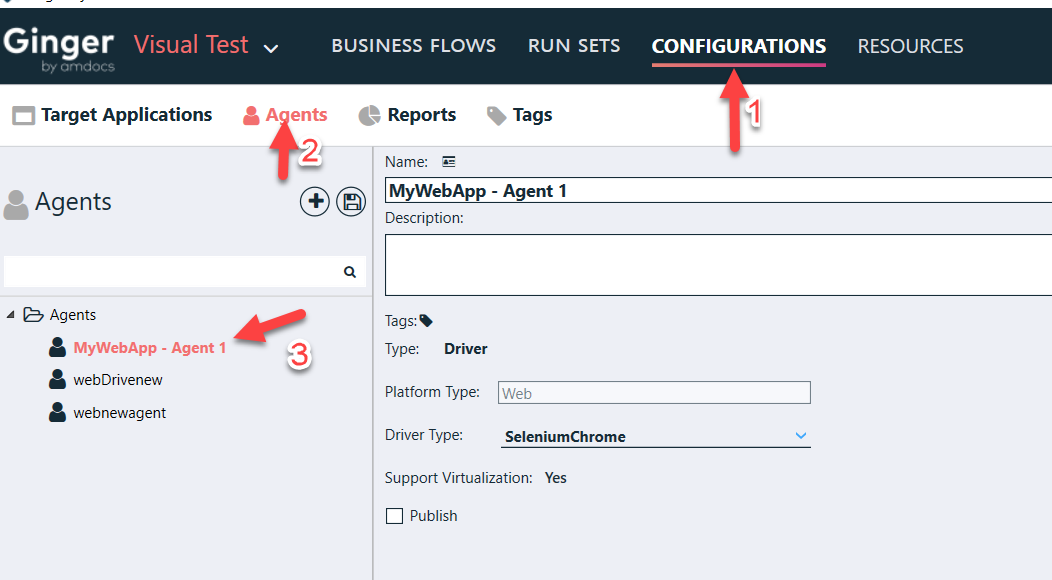 Ginger
by amdocs
Visual Test
BUSINESS FLOWS
RUN SETS
CONFIGURATIONS
RESOURCES
1
Target Applications
Agents
Reports
Tags
2
Agents
Agents
MyWebApp - Agent 1
webDrivenew
webnewagent
3
Name:
MyWebApp - Agent 1
Description:
Tags:
Type: Driver
Platform Type: Web
Driver Type: SeleniumChrome
Support Virtualization: Yes
Publish